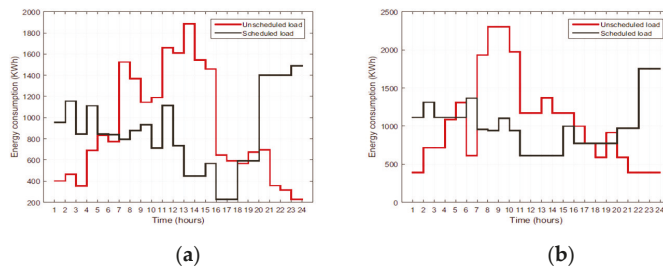 2000
1800
1600
1400
1200
1000
800
600
400
200
Energy consumption (KWh)
Unscheduled load
Scheduled load
1 2 3 4 5 6 7 8 9 10 11 12 13 14 15 16 17 18 19 20 21 22 23 24
Time (hours)
(a)
2500
2000
1500
1000
500
0
Energy consumption (KWh)
Unscheduled load
Scheduled load
1 2 3 4 5 6 7 8 9 10 11 12 13 14 15 16 17 18 19 20 21 22 23 24
Time (hours)
(b)